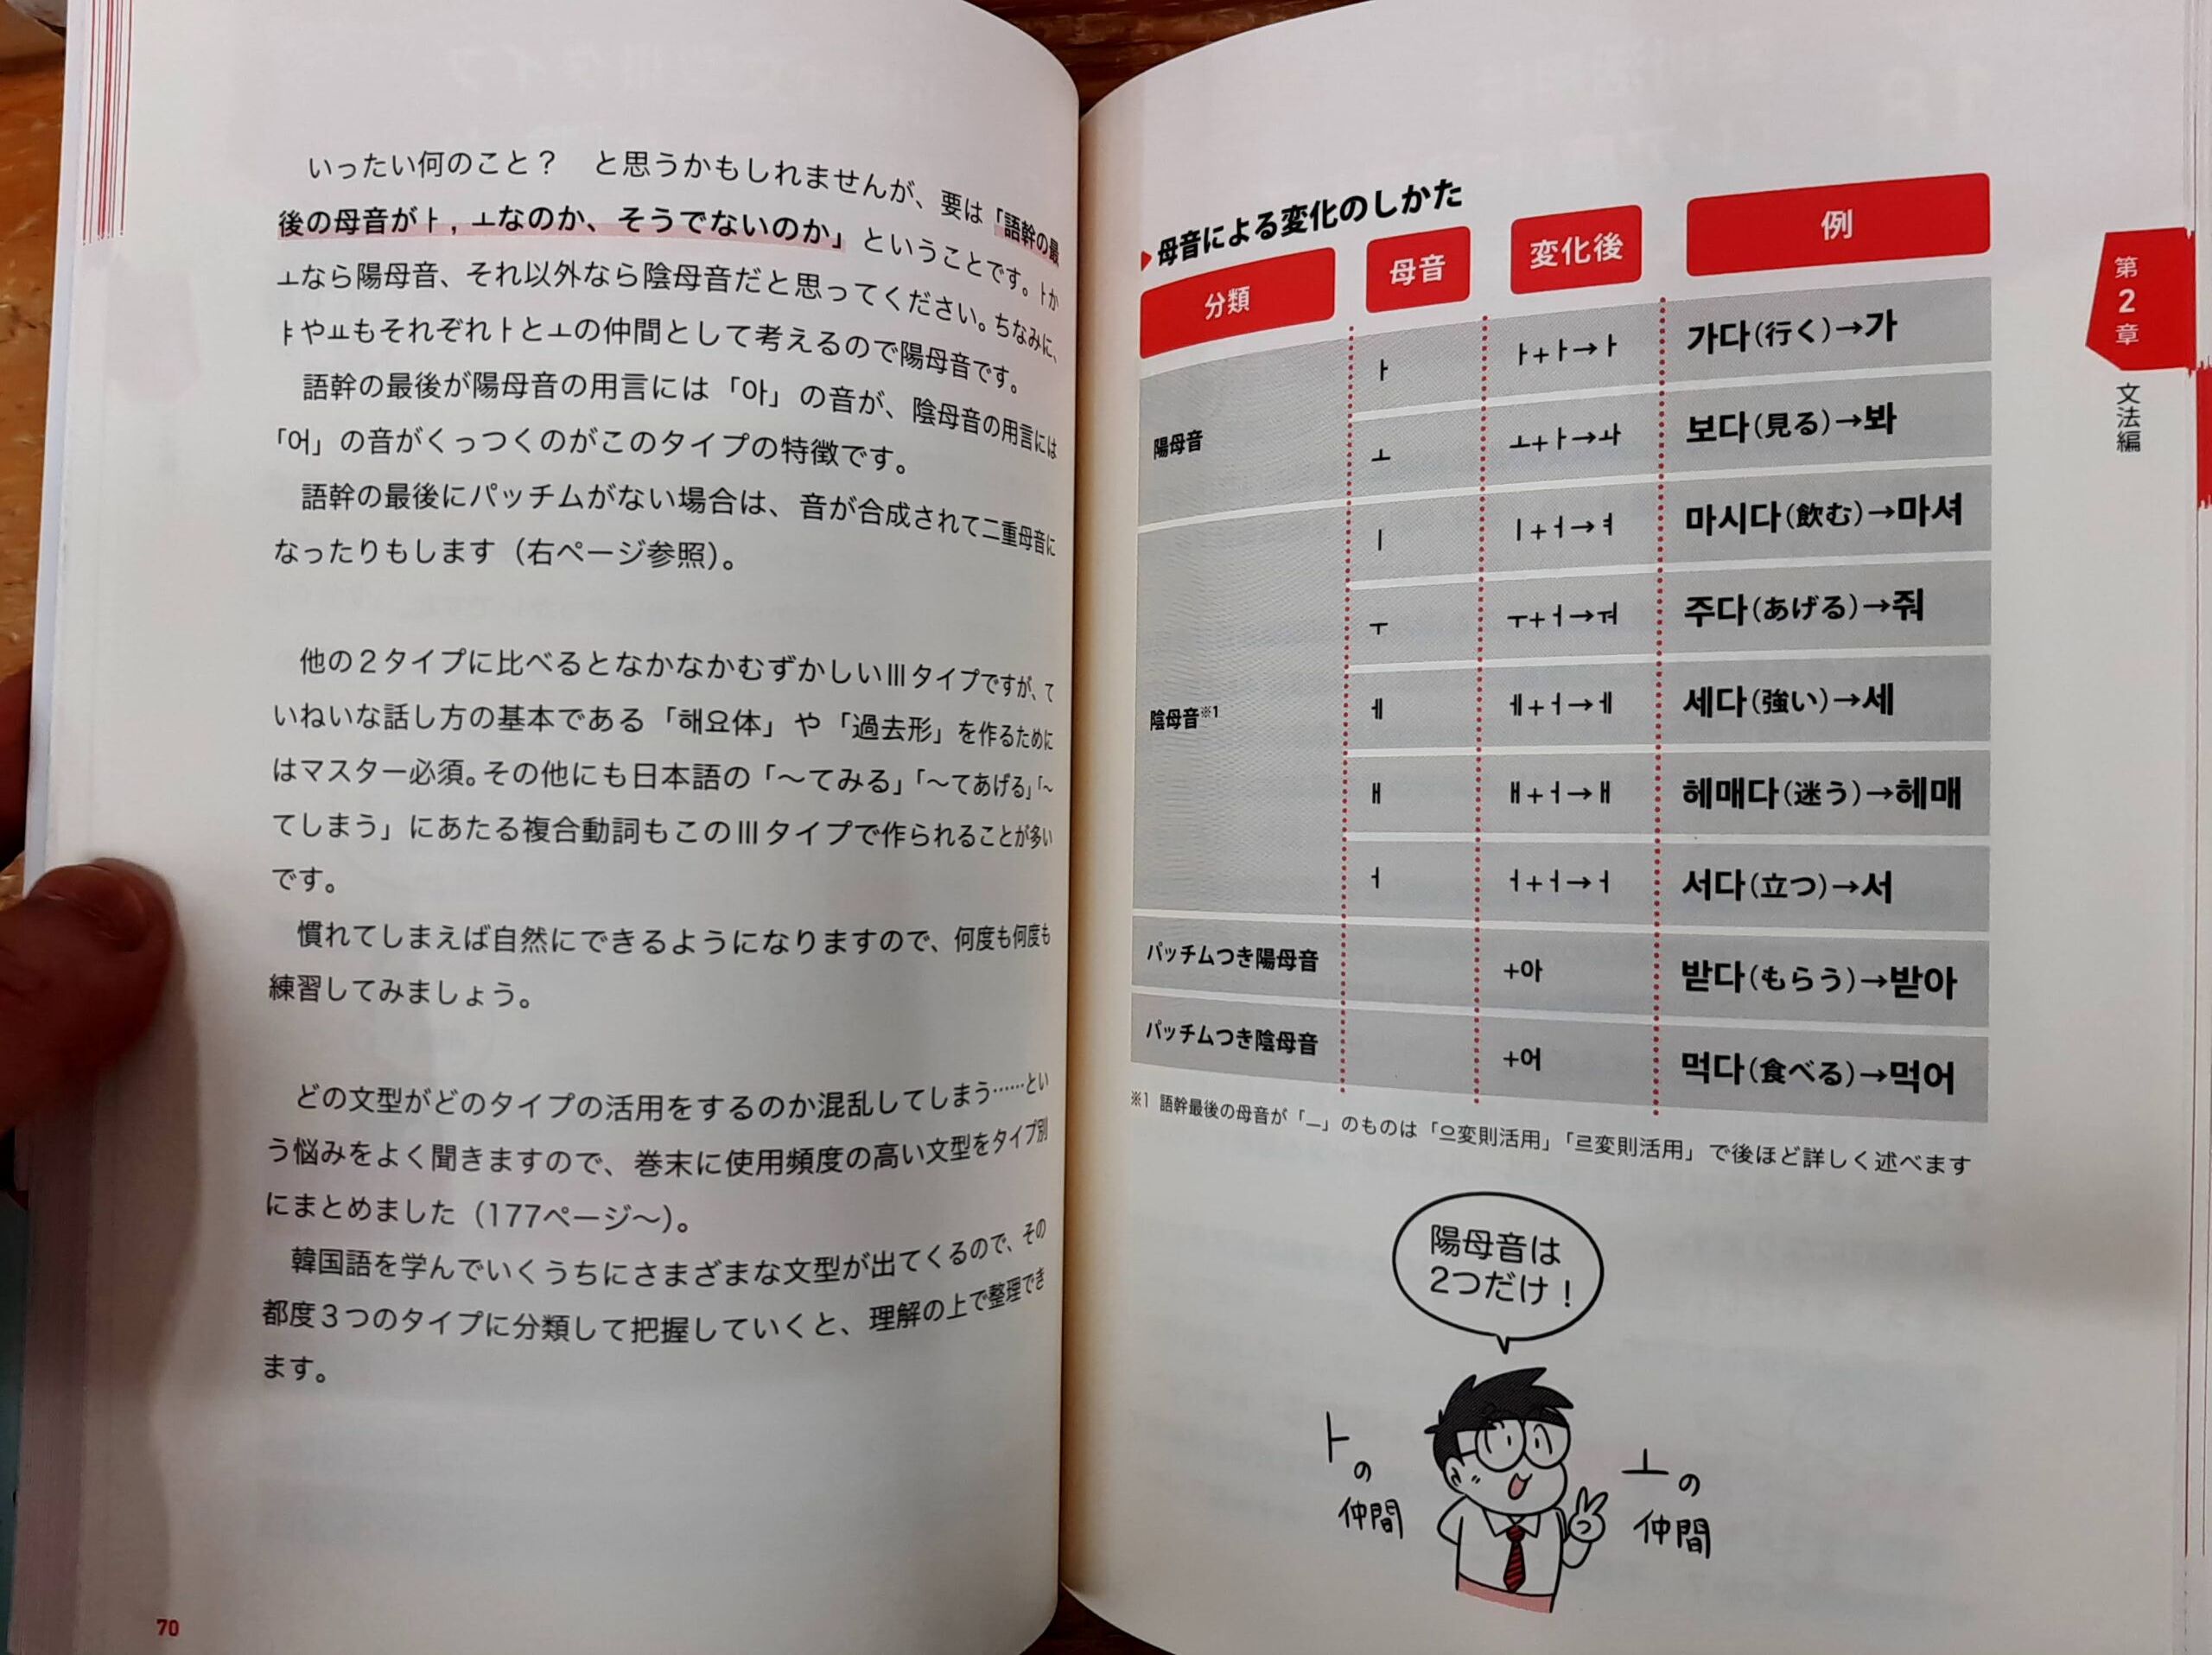 いったい何のこと？　と思うかもしれませんが、要は「語幹の最
後の母音がㅏ, ㅗなのか、そうでないのか」ということです。ㅏか
ㅗなら陽母音、それ以外なら陰母音だと思ってください。ちなみに、
ㅑやㅛもそれぞれㅏとㅗの仲間として考えるので陽母音です。
語幹の最後が陽母音の用言には「아」の音が、陰母音の用言には
「어」の音がくっつくのがこのタイプの特徴です。
語幹の最後にパッチムがない場合は、音が合成されて二重母音に
なったりもします（右ページ参照）。
他の2タイプに比べるとなかなかむずかしいⅢタイプですが、て
いねいな話し方の基本である「해요体」や「過去形」を作るために
はマスター必須。その他にも日本語の「〜てみる」「〜てあげる」「〜
てしまう」にあたる複合動詞もこのⅢタイプで作られることが多い
です。
慣れてしまえば自然にできるようになりますので、何度も何度も
練習してみましょう。
どの文型がどのタイプの活用をするのか混乱してしまう……とい
う悩みをよく聞きますので、巻末に使用頻度の高い文型をタイプ別
にまとめました（177ページ〜）。
韓国語を学んでいくうちにさまざまな文型が出てくるので、その
都度3つのタイプに分類して把握していくと、理解の上で整理でき
ます。
70
母音による変化のしかた
分類 母音 変化後 例
陽母音
ㅏ ㅏ+ㅏ→ㅏ 가다(行く)→가
ㅗ ㅗ+ㅏ→ㅘ 보다(見る)→봐
陰母音※1
ㅣ ㅣ+ㅓ→ㅕ 마시다(飲む)→마셔
ㅜ ㅜ+ㅓ→ㅝ 주다(あげる)→줘
ㅔ ㅔ+ㅓ→ㅔ 세다(強い)→세
ㅐ ㅐ+ㅓ→ㅐ 헤매다(迷う)→헤매
ㅓ ㅓ+ㅓ→ㅓ 서다(立つ)→서
パッチムつき陽母音 +아 받다(もらう)→받아
パッチムつき陰母音 +어 먹다(食べる)→먹어
※1 語幹最後の母音が「ㅡ」のものは「으変則活用」「르変則活用」で後ほど詳しく述べます
陽母音は
2つだけ！
ㅏの
仲間
ㅗの
仲間
第2章
文法編